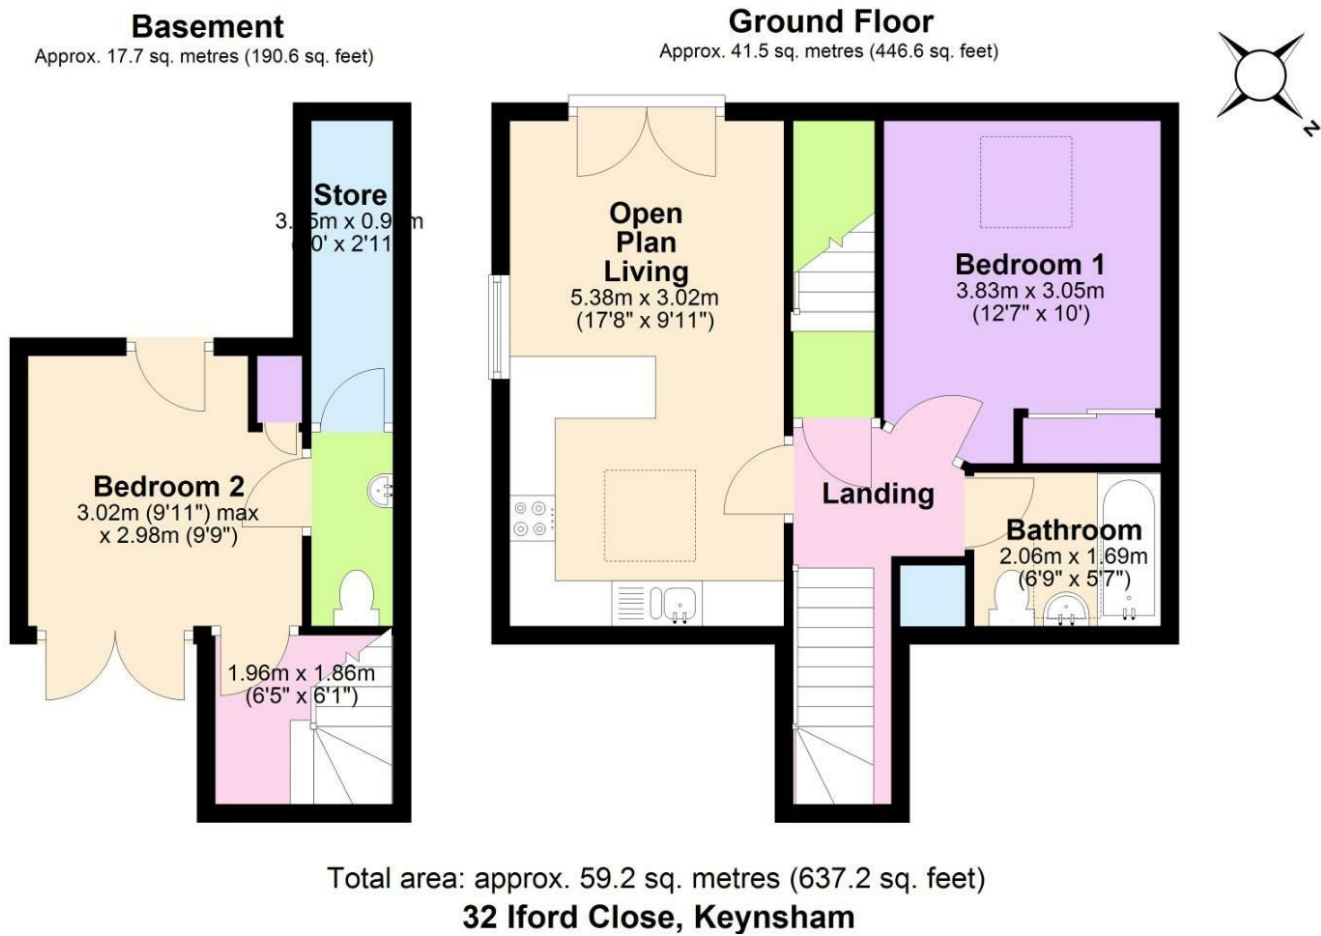 Basement
Approx. 17.7 sq. metres (190.6 sq. feet)
Ground Floor
Approx. 41.5 sq. metres (446.6 sq. feet)
N
Store
Open
Plan
Living
5.38m x 3.02m
(17'8" x 9'11")
Bedroom 1
3.83m x 3.05m
(12'7" x 10')
Bedroom 2
3.02m (9'11") max
x 2.98m (9'9")
Landing
Bathroom
2.06m x 1.69m
(6'9" x 5'7")
1.96m x 1.86m
(6'5" x 6'1")
Total area: approx. 59.2 sq. metres (637.2 sq. feet)
32 Iford Close, Keynsham